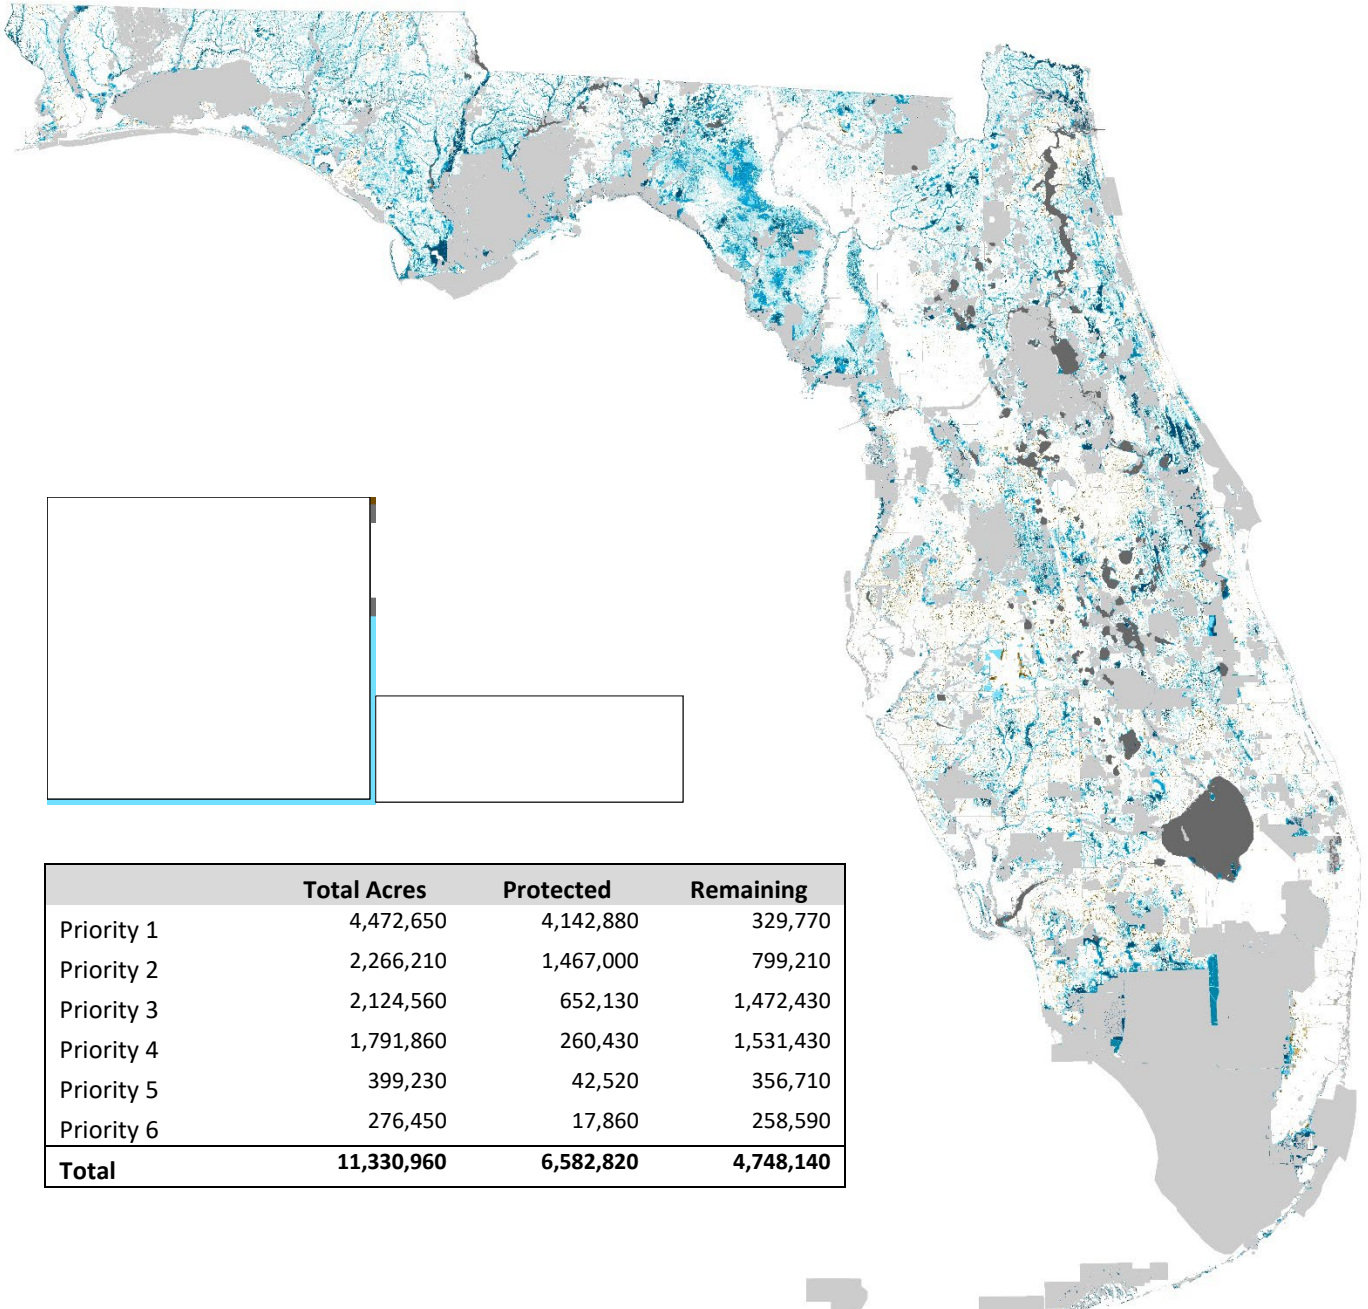 Total Acres Protected Remaining
Priority 1 4,472,650 4,142,880 329,770
Priority 2 2,266,210 1,467,000 799,210
Priority 3 2,124,560 652,130 1,472,430
Priority 4 1,791,860 260,430 1,531,430
Priority 5 399,230 42,520 356,710
Priority 6 276,450 17,860 258,590
Total 11,330,960 6,582,820 4,748,140